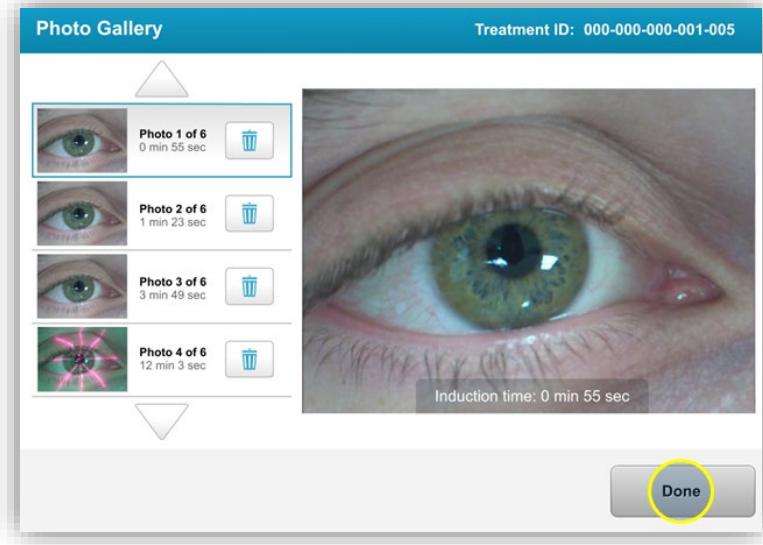 Photo Gallery
Treatment ID: 000-000-000-001-005
Photo 1 of 6
0 min 55 sec
Photo 2 of 6
1 min 23 sec
Photo 3 of 6
3 min 49 sec
Photo 4 of 6
12 min 3 sec
Induction time: 0 min 55 sec
Done